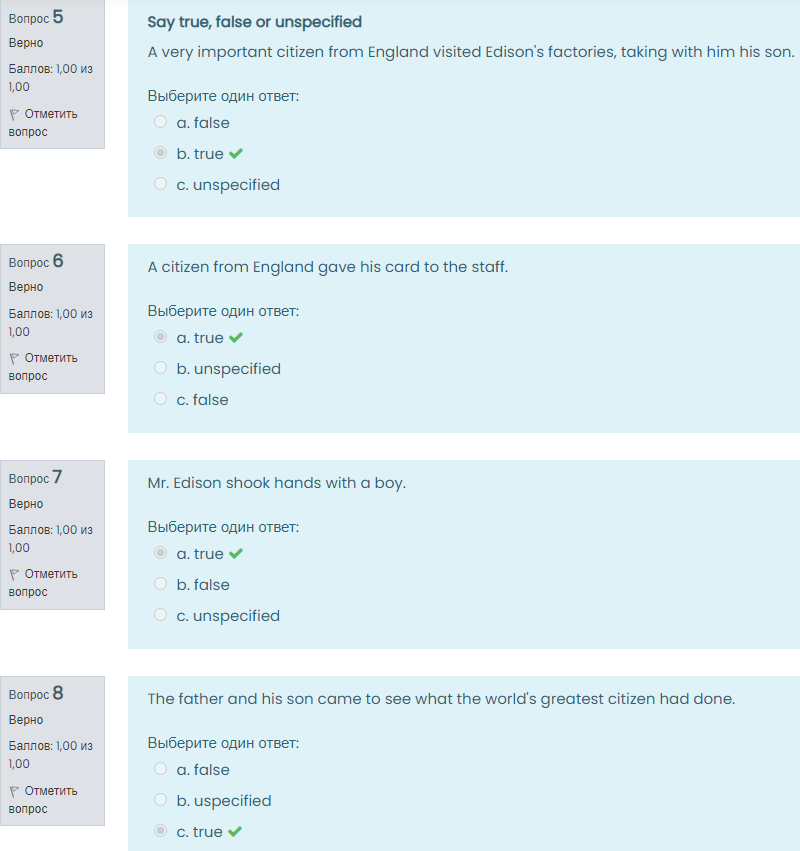 Вопрос 5
Верно
Баллов: 1,00 из
1,00
Отметить
вопрос
Say true, false or unspecified
A very important citizen from England visited Edison's factories, taking with him his son.
Выберите один ответ:
a. false
b. true
c. unspecified
Вопрос 6
Верно
Баллов: 1,00 из
1,00
Отметить
вопрос
A citizen from England gave his card to the staff.
Выберите один ответ:
a. true
b. unspecified
c. false
Вопрос 7
Верно
Баллов: 1,00 из
1,00
Отметить
вопрос
Mr. Edison shook hands with a boy.
Выберите один ответ:
a. true
b. false
c. unspecified
Вопрос 8
Верно
Баллов: 1,00 из
1,00
Отметить
вопрос
The father and his son came to see what the world's greatest citizen had done.
Выберите один ответ:
a. false
b. uspecified
c. true